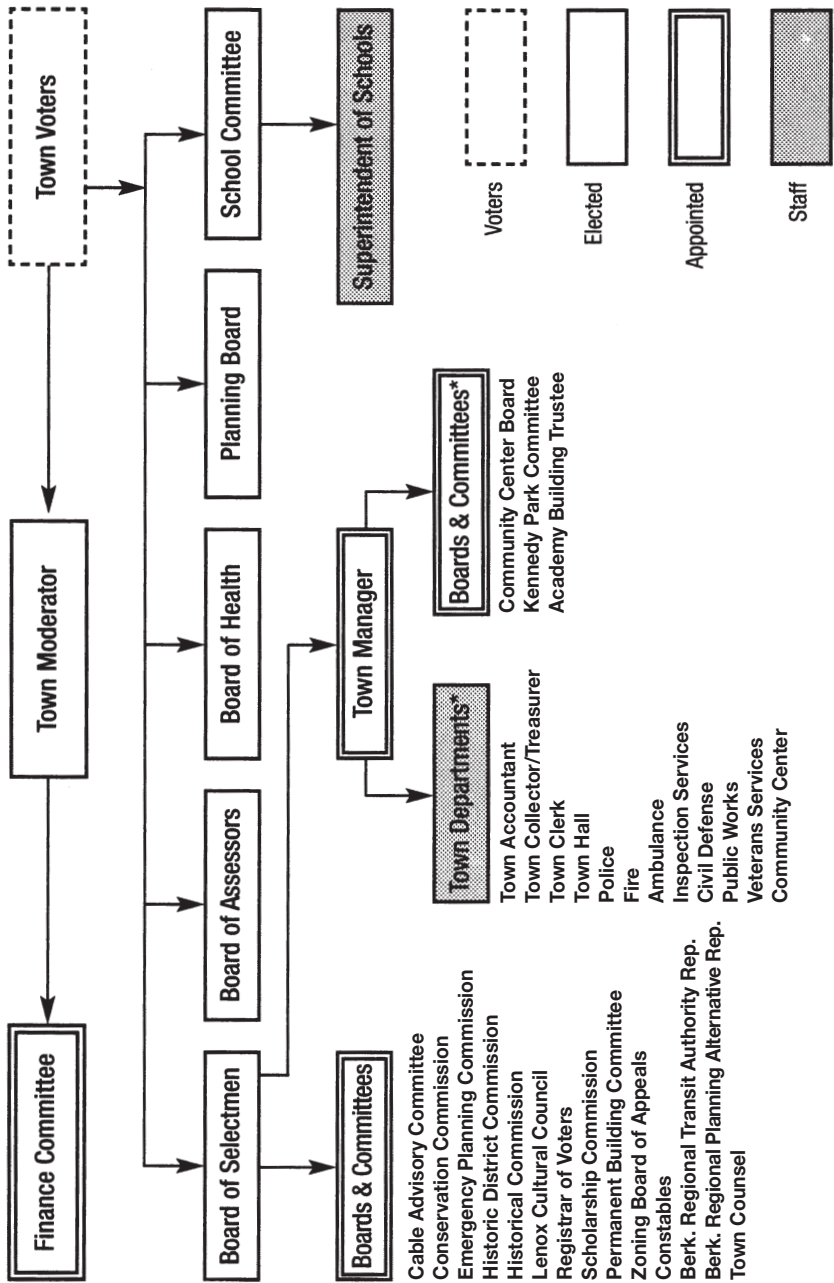 Finance Committee
Town Moderator
Town Voters
Board of Selectmen
Board of Assessors
Board of Health
Planning Board
School Committee
Boards & Committees
Cable Advisory Committee
Conservation Commission
Emergency Planning Commission
Historic District Commission
Historical Commission
Lenox Cultural Council
Registrar of Voters
Scholarship Commission
Permanent Building Committee
Zoning Board of Appeals
Constables
Berk. Regional Transit Authority Rep.
Berk. Regional Planning Alternative Rep.
Town Counsel
Town Manager
Superintendent of Schools
Town Departments*
Town Accountant
Town Collector/Treasurer
Town Clerk
Town Hall
Police
Fire
Ambulance
Inspection Services
Civil Defense
Public Works
Veterans Services
Community Center
Boards & Committees*
Community Center Board
Kennedy Park Committee
Academy Building Trustee
Voters
Elected
Appointed
Staff